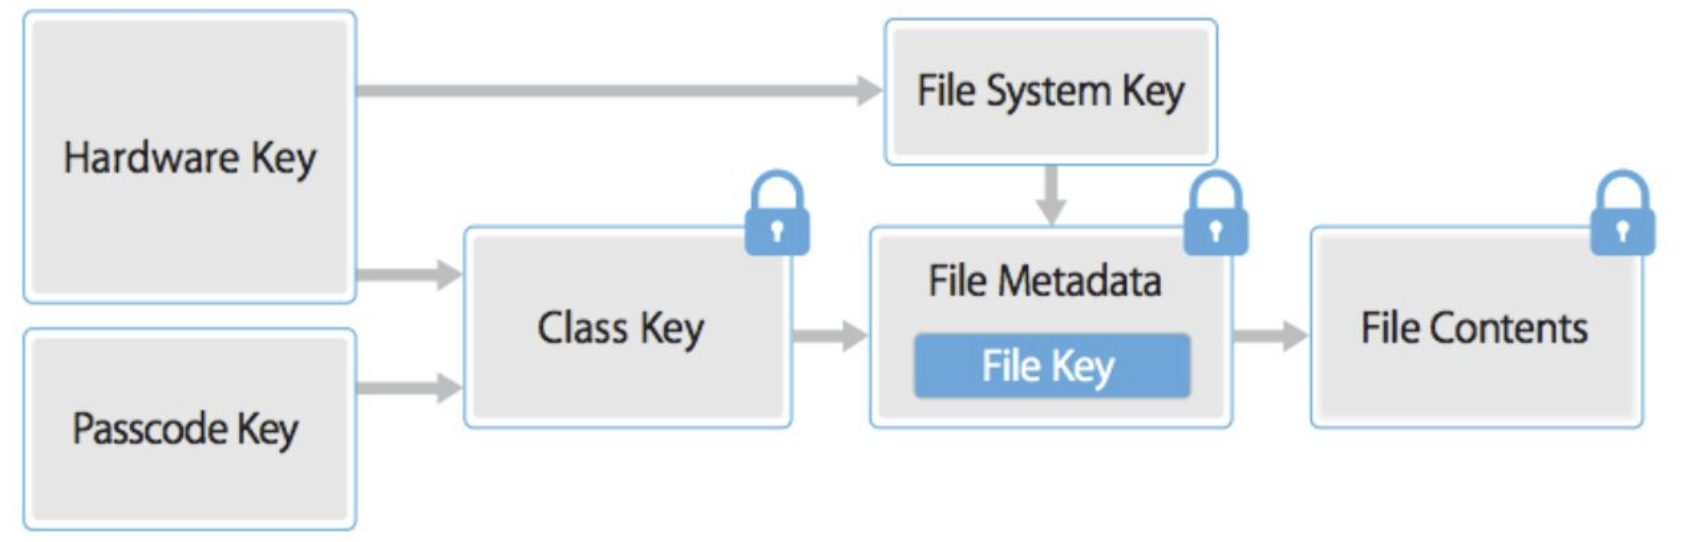 Hardware Key
File System Key
Class Key
File Metadata
File Key
File Contents
Passcode Key